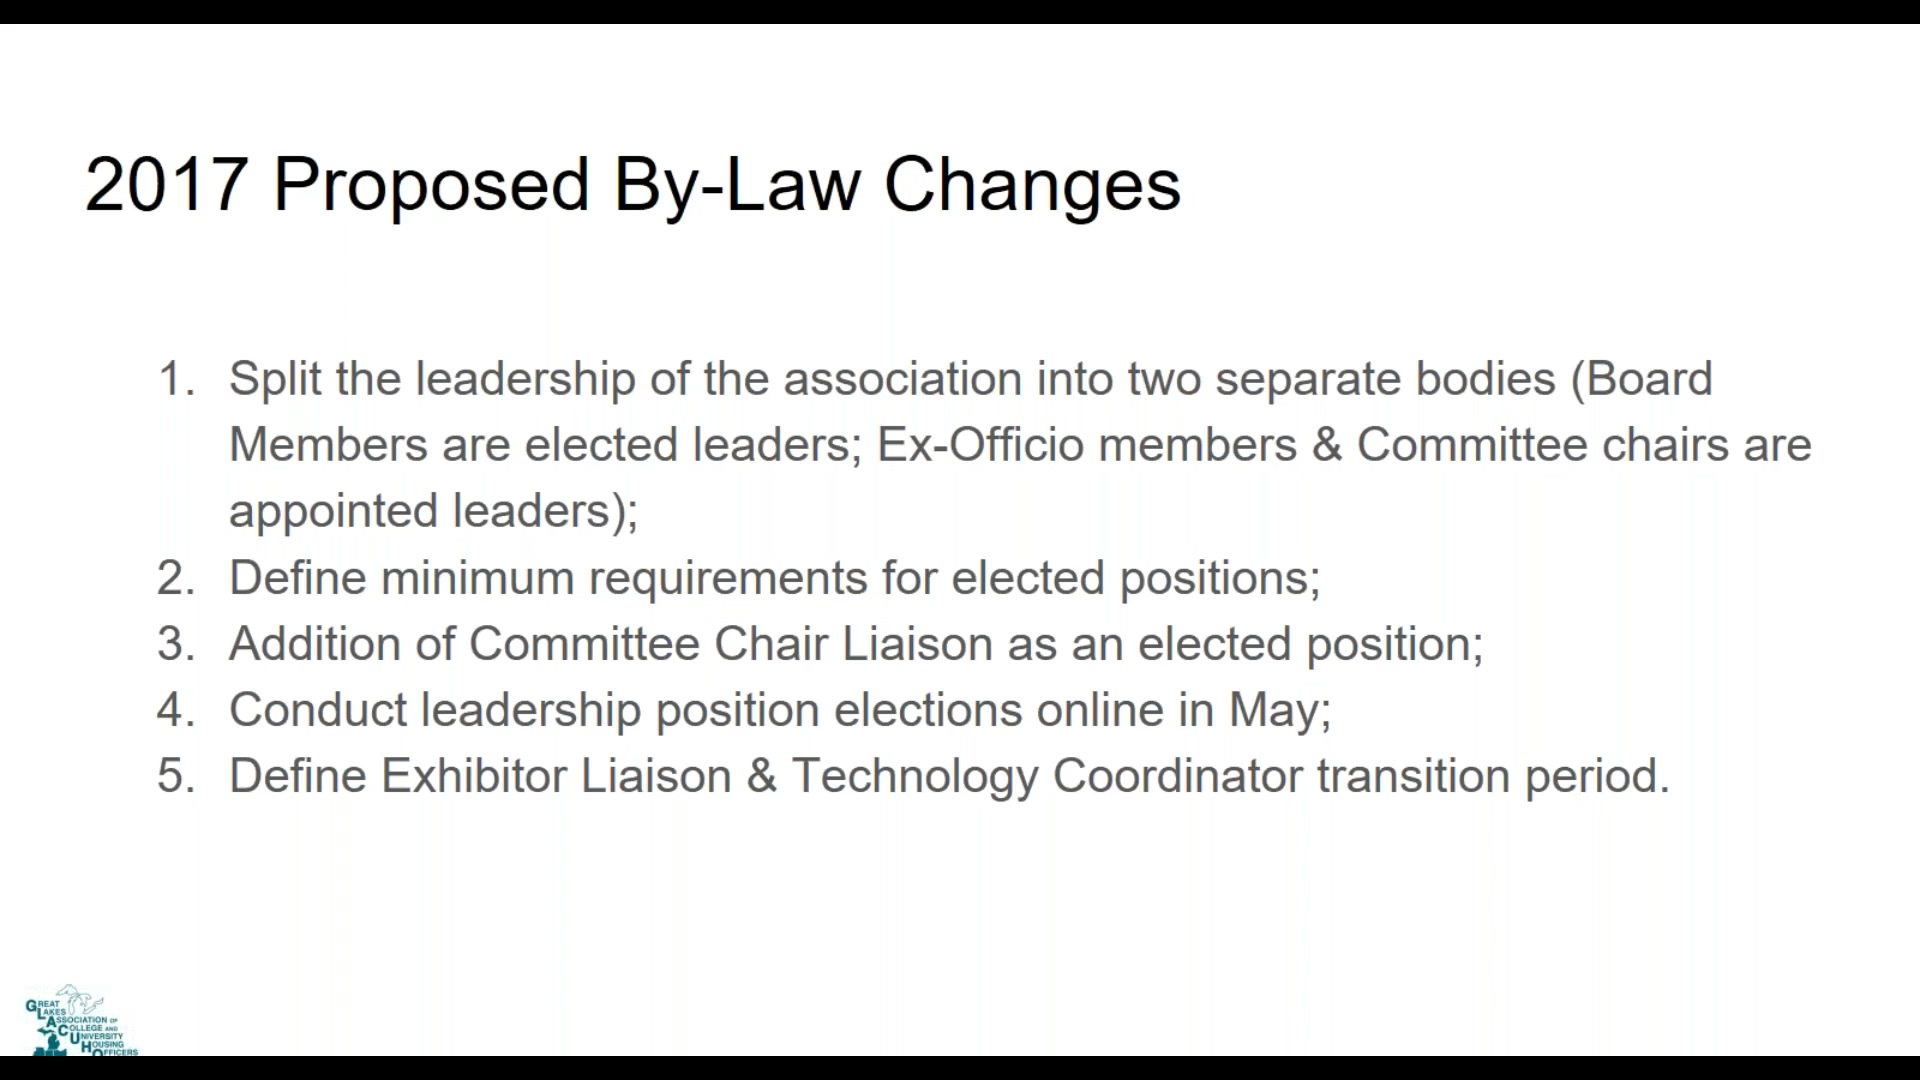 2017 Proposed By-Law Changes
1. Split the leadership of the association into two separate bodies (Board
Members are elected leaders; Ex-Officio members & Committee chairs are
appointed leaders);
2. Define minimum requirements for elected positions;
3. Addition of Committee Chair Liaison as an elected position;
4. Conduct leadership position elections online in May;
5. Define Exhibitor Liaison & Technology Coordinator transition period.
GREAT
LAKES
ASSOCIATION OF
COLLEGE AND
UNIVERSITY
HOUSING
OFFICERS